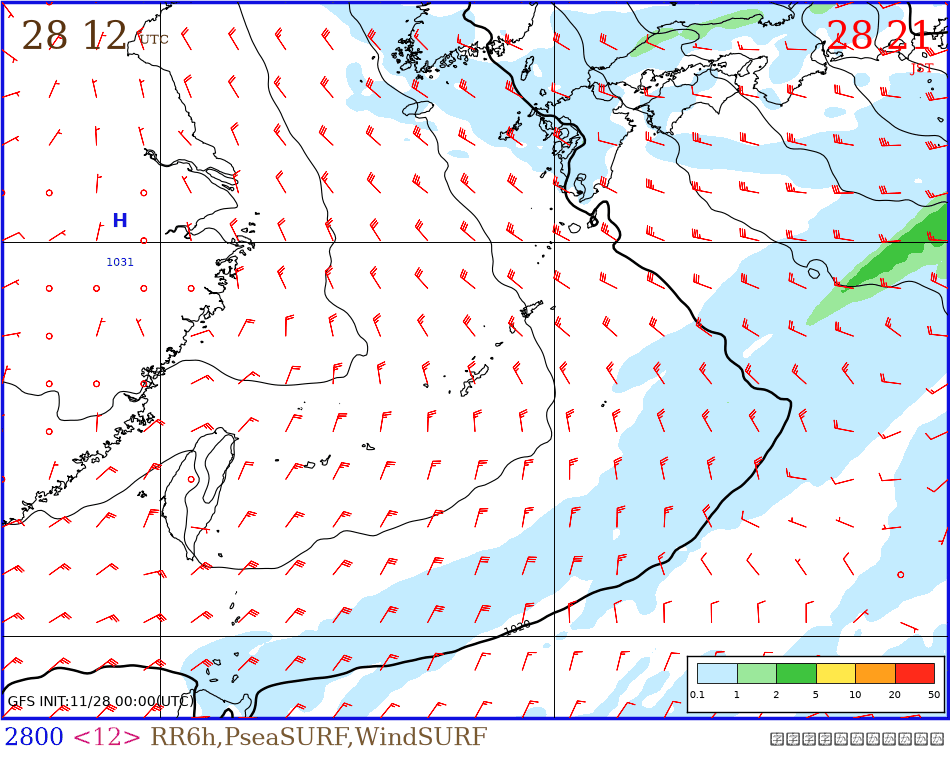 28 12 UTC
28 21 JST
H
1031
1020
GFS INIT:11/28 00:00(UTC)
0.1 1 2 5 10 20 50
2800 <12> RR6h,PseaSURF,WindSURF